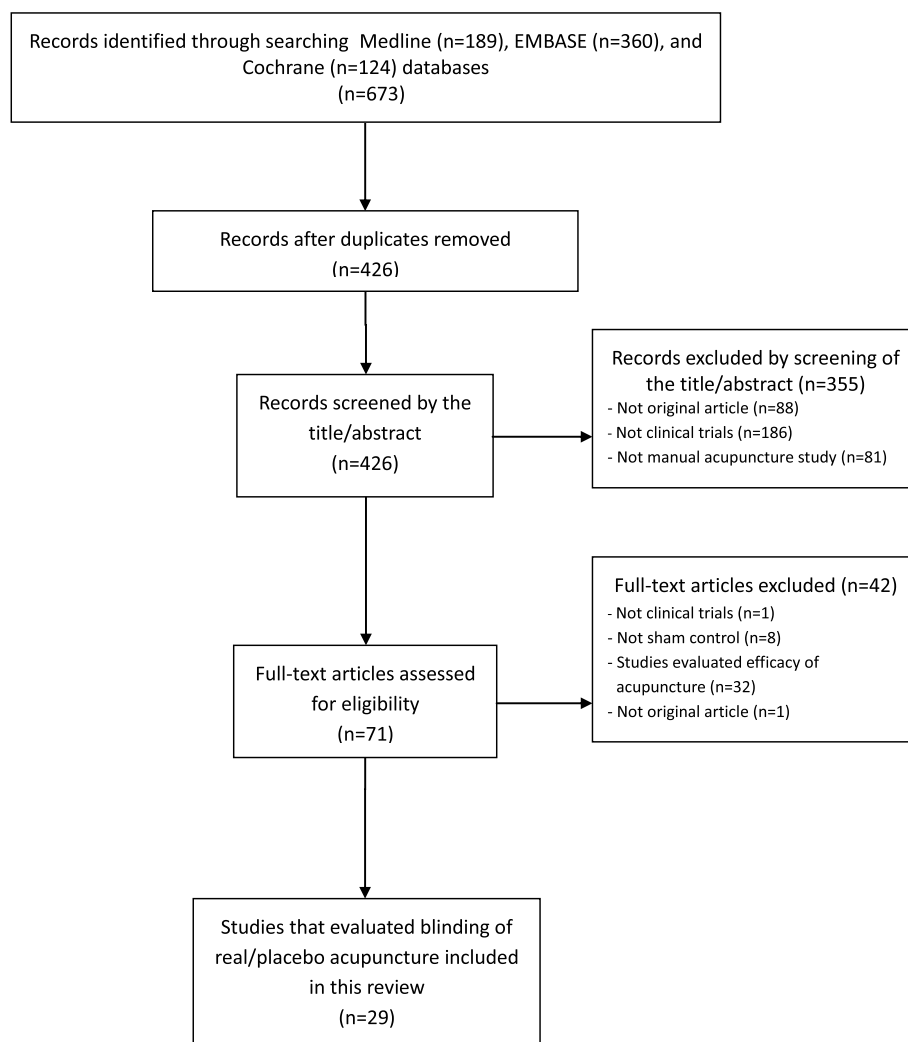 Records identified through searching  Medline (n=189), EMBASE (n=360), and
Cochrane (n=124) databases
(n=673)
Records after duplicates removed
(n=426)
Records screened by the
title/abstract
(n=426)
Records excluded by screening of
the title/abstract (n=355)
- Not original article (n=88)
- Not clinical trials (n=186)
- Not manual acupuncture study (n=81)
Full-text articles assessed
for eligibility
(n=71)
Full-text articles excluded (n=42)
- Not clinical trials (n=1)
- Not sham control (n=8)
- Studies evaluated efficacy of
acupuncture (n=32)
- Not original article (n=1)
Studies that evaluated blinding of
real/placebo acupuncture included
in this review
(n=29)